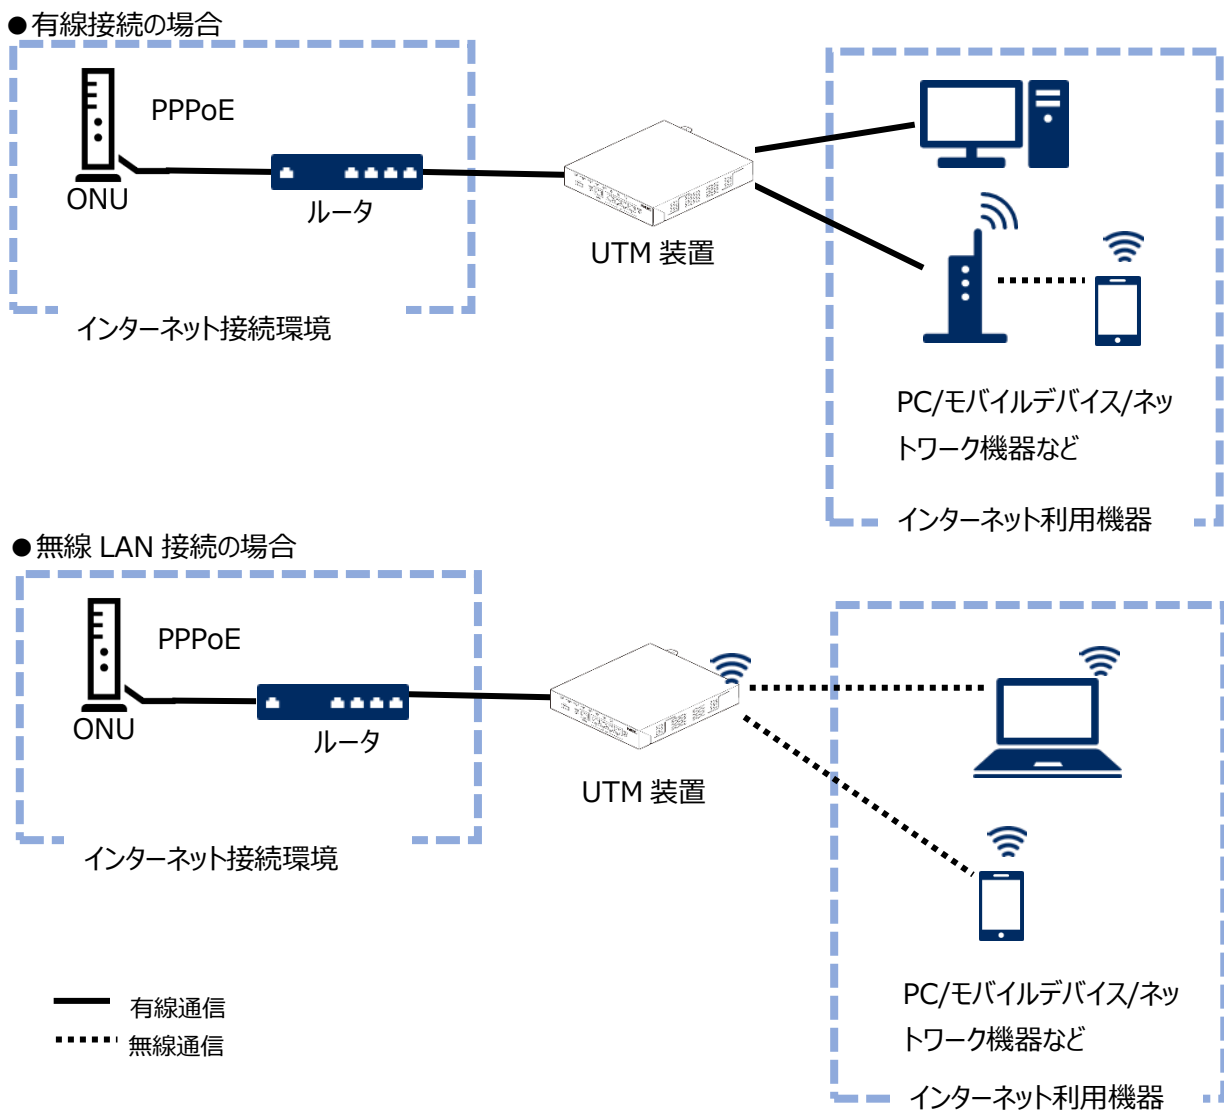 ●有線接続の場合
PPPoE
ONU
ルータ
UTM 装置
インターネット接続環境
PC/モバイルデバイス/ネッ
トワーク機器など
インターネット利用機器
●無線 LAN 接続の場合
PPPoE
ONU
ルータ
UTM 装置
インターネット接続環境
PC/モバイルデバイス/ネッ
トワーク機器など
インターネット利用機器
有線通信
無線通信